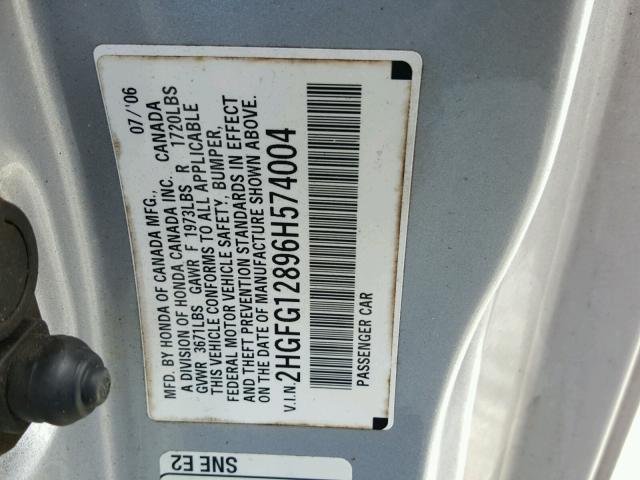 MFD. BY HONDA OF CANADA MFG., 07/'06
A DIVISION OF HONDA CANADA INC. CANADA
GVWR 3671LBS GAWR F 1973LBS R 1720LBS
THIS VEHICLE CONFORMS TO ALL APPLICABLE
FEDERAL MOTOR VEHICLE SAFETY, BUMPER,
AND THEFT PREVENTION STANDARDS IN EFFECT
ON THE DATE OF MANUFACTURE SHOWN ABOVE.
V.I.N. 2HGFG12896H574004
PASSENGER CAR
SNE E2